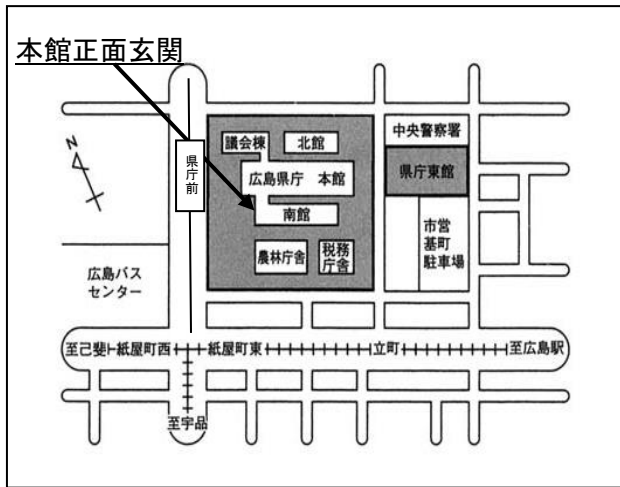 本館正面玄関
N
県庁前
議会棟
北館
中央警察署
広島県庁 本館
県庁東館
南館
農林庁舎
税務
庁舎
市営
基町
駐車場
広島バス
センター
至己斐
紙屋町西
紙屋町東
立町
至広島駅
至宇品